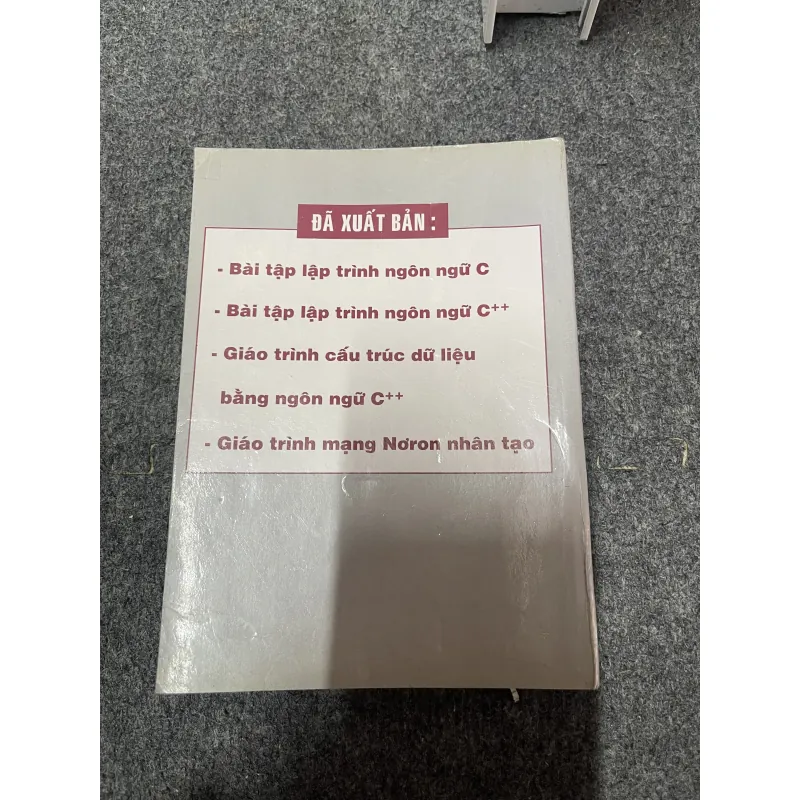 ĐÃ XUẤT BẢN :
- Bài tập lập trình ngôn ngữ C
- Bài tập lập trình ngôn ngữ C++
- Giáo trình cấu trúc dữ liệu
bằng ngôn ngữ C++
- Giáo trình mạng Nơron nhân tạo